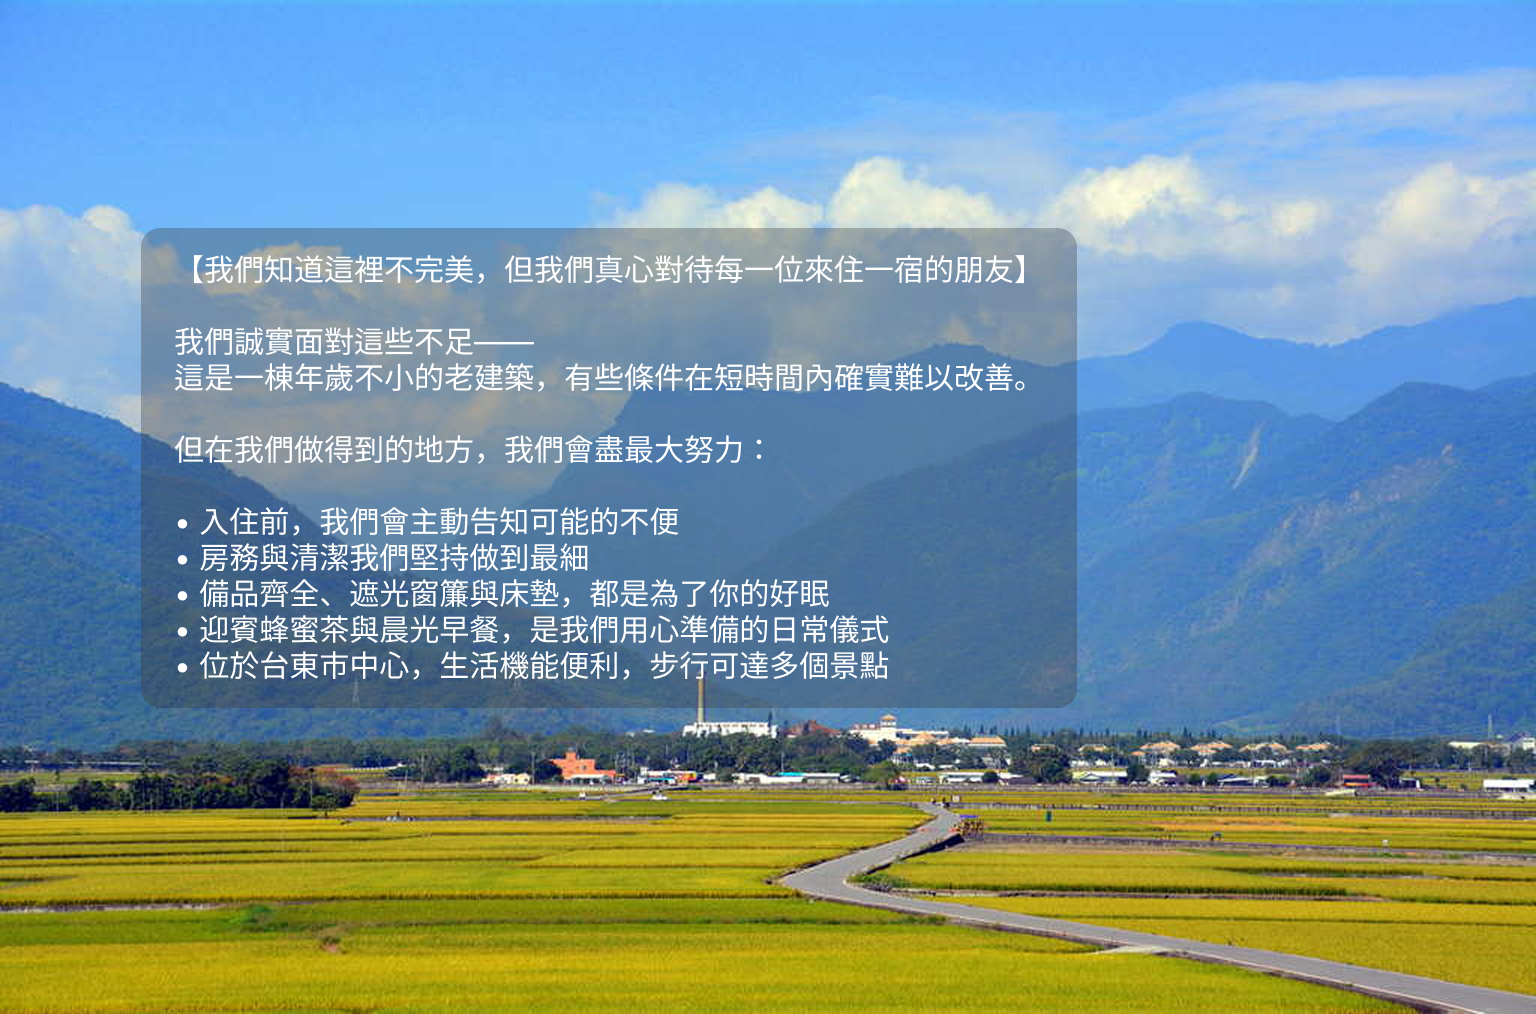 【我們知道這裡不完美，但我們真心對待每一位來住一宿的朋友】
我們誠實面對這些不足——
這是一棟年歲不小的老建築，有些條件在短時間內確實難以改善。
但在我們做得到的地方，我們會盡最大努力：
• 入住前，我們會主動告知可能的不便
• 房務與清潔我們堅持做到最細
• 備品齊全、遮光窗簾與床墊，都是為了你的好眠
• 迎賓蜂蜜茶與晨光早餐，是我們用心準備的日常儀式
• 位於台東市中心，生活機能便利，步行可達多個景點